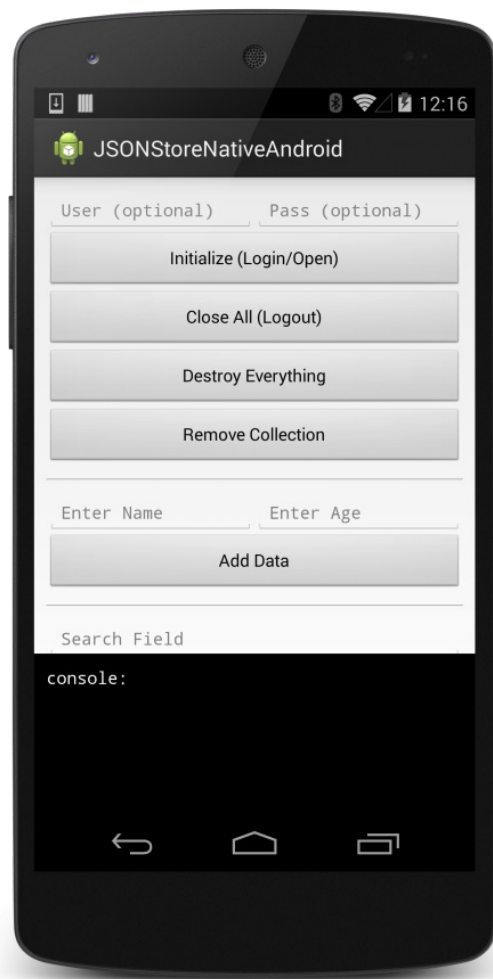 12:16
JSONStoreNativeAndroid
User (optional) Pass (optional)
Initialize (Login/Open)
Close All (Logout)
Destroy Everything
Remove Collection
Enter Name Enter Age
Add Data
Search Field
console: